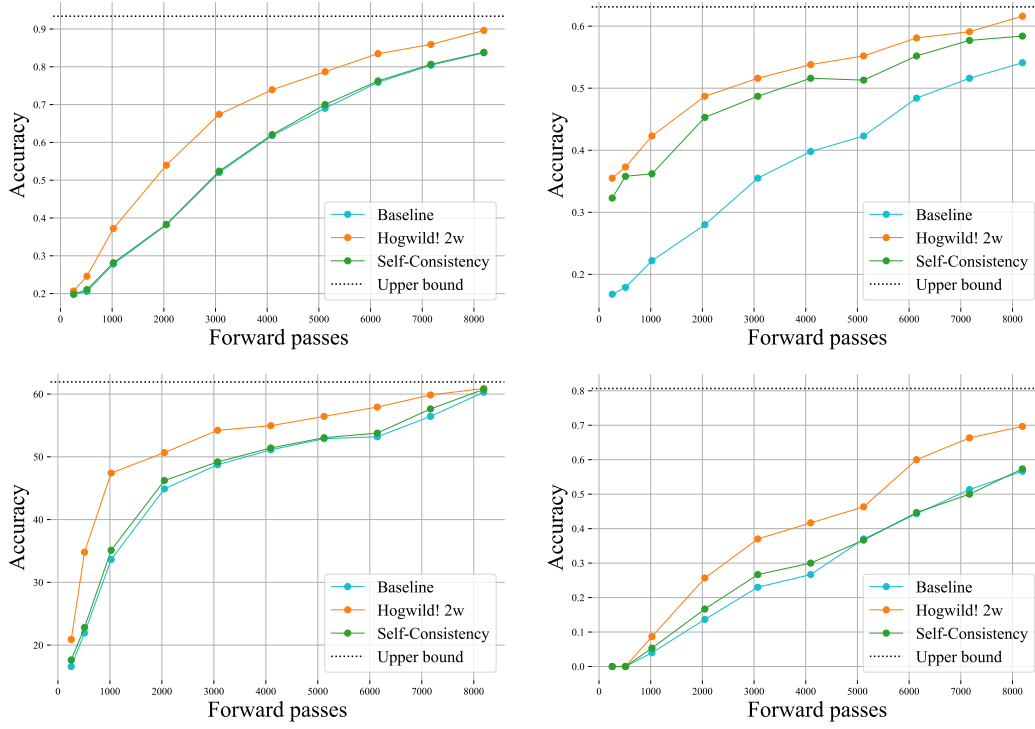 0.9
0.8
0.7
0.6
0.5
0.4
0.3
0.2
Accuracy
0 1000 2000 3000 4000 5000 6000 7000 8000
Forward passes
Baseline
Hogwild! 2w
Self-Consistency
Upper bound
0.6
0.5
0.4
0.3
0.2
Accuracy
0 1000 2000 3000 4000 5000 6000 7000 8000
Forward passes
Baseline
Hogwild! 2w
Self-Consistency
Upper bound
60
50
40
30
20
Accuracy
0 1000 2000 3000 4000 5000 6000 7000 8000
Forward passes
Baseline
Hogwild! 2w
Self-Consistency
Upper bound
0.8
0.7
0.6
0.5
0.4
0.3
0.2
0.1
0.0
Accuracy
0 1000 2000 3000 4000 5000 6000 7000 8000
Forward passes
Baseline
Hogwild! 2w
Self-Consistency
Upper bound